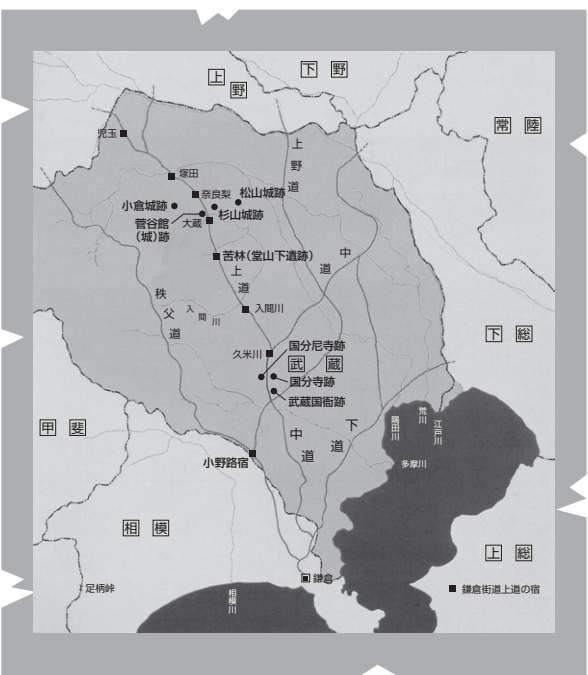 上野
下野
常陸
児玉
塚田
上野道
奈良梨
松山城跡
小倉城跡
杉山城跡
菅谷館
(城)跡
大蔵
苦林(堂山下遺跡)
中道
上道
秩父道
入間川
入間川
下総
久米川
国分尼寺跡
武蔵
国分寺跡
武蔵国衙跡
隅田川
荒川
江戸川
甲斐
下道
中道
小野路宿
多摩川
相模
上総
足柄峠
相模川
鎌倉
鎌倉街道上道の宿